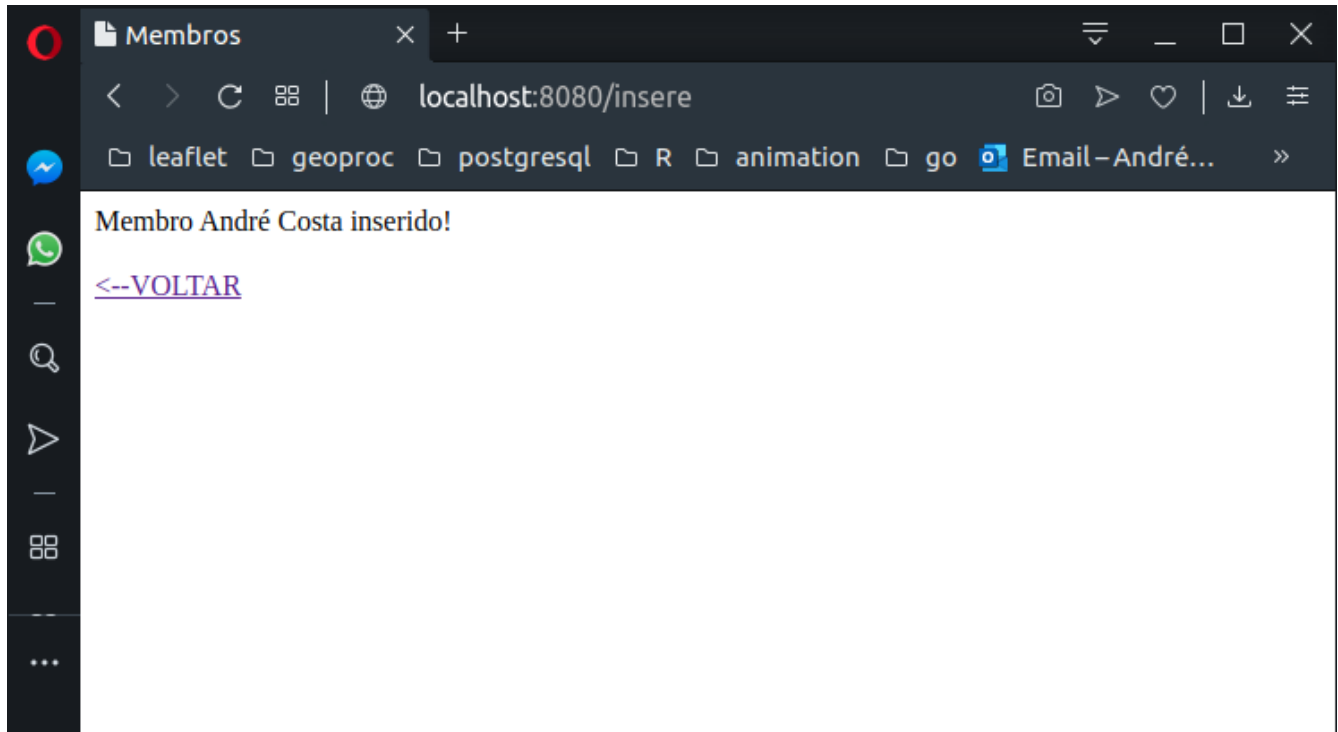 Membros
localhost:8080/insere
leaflet geoproc postgresql R animation go Email – André...
Membro André Costa inserido!
<--VOLTAR